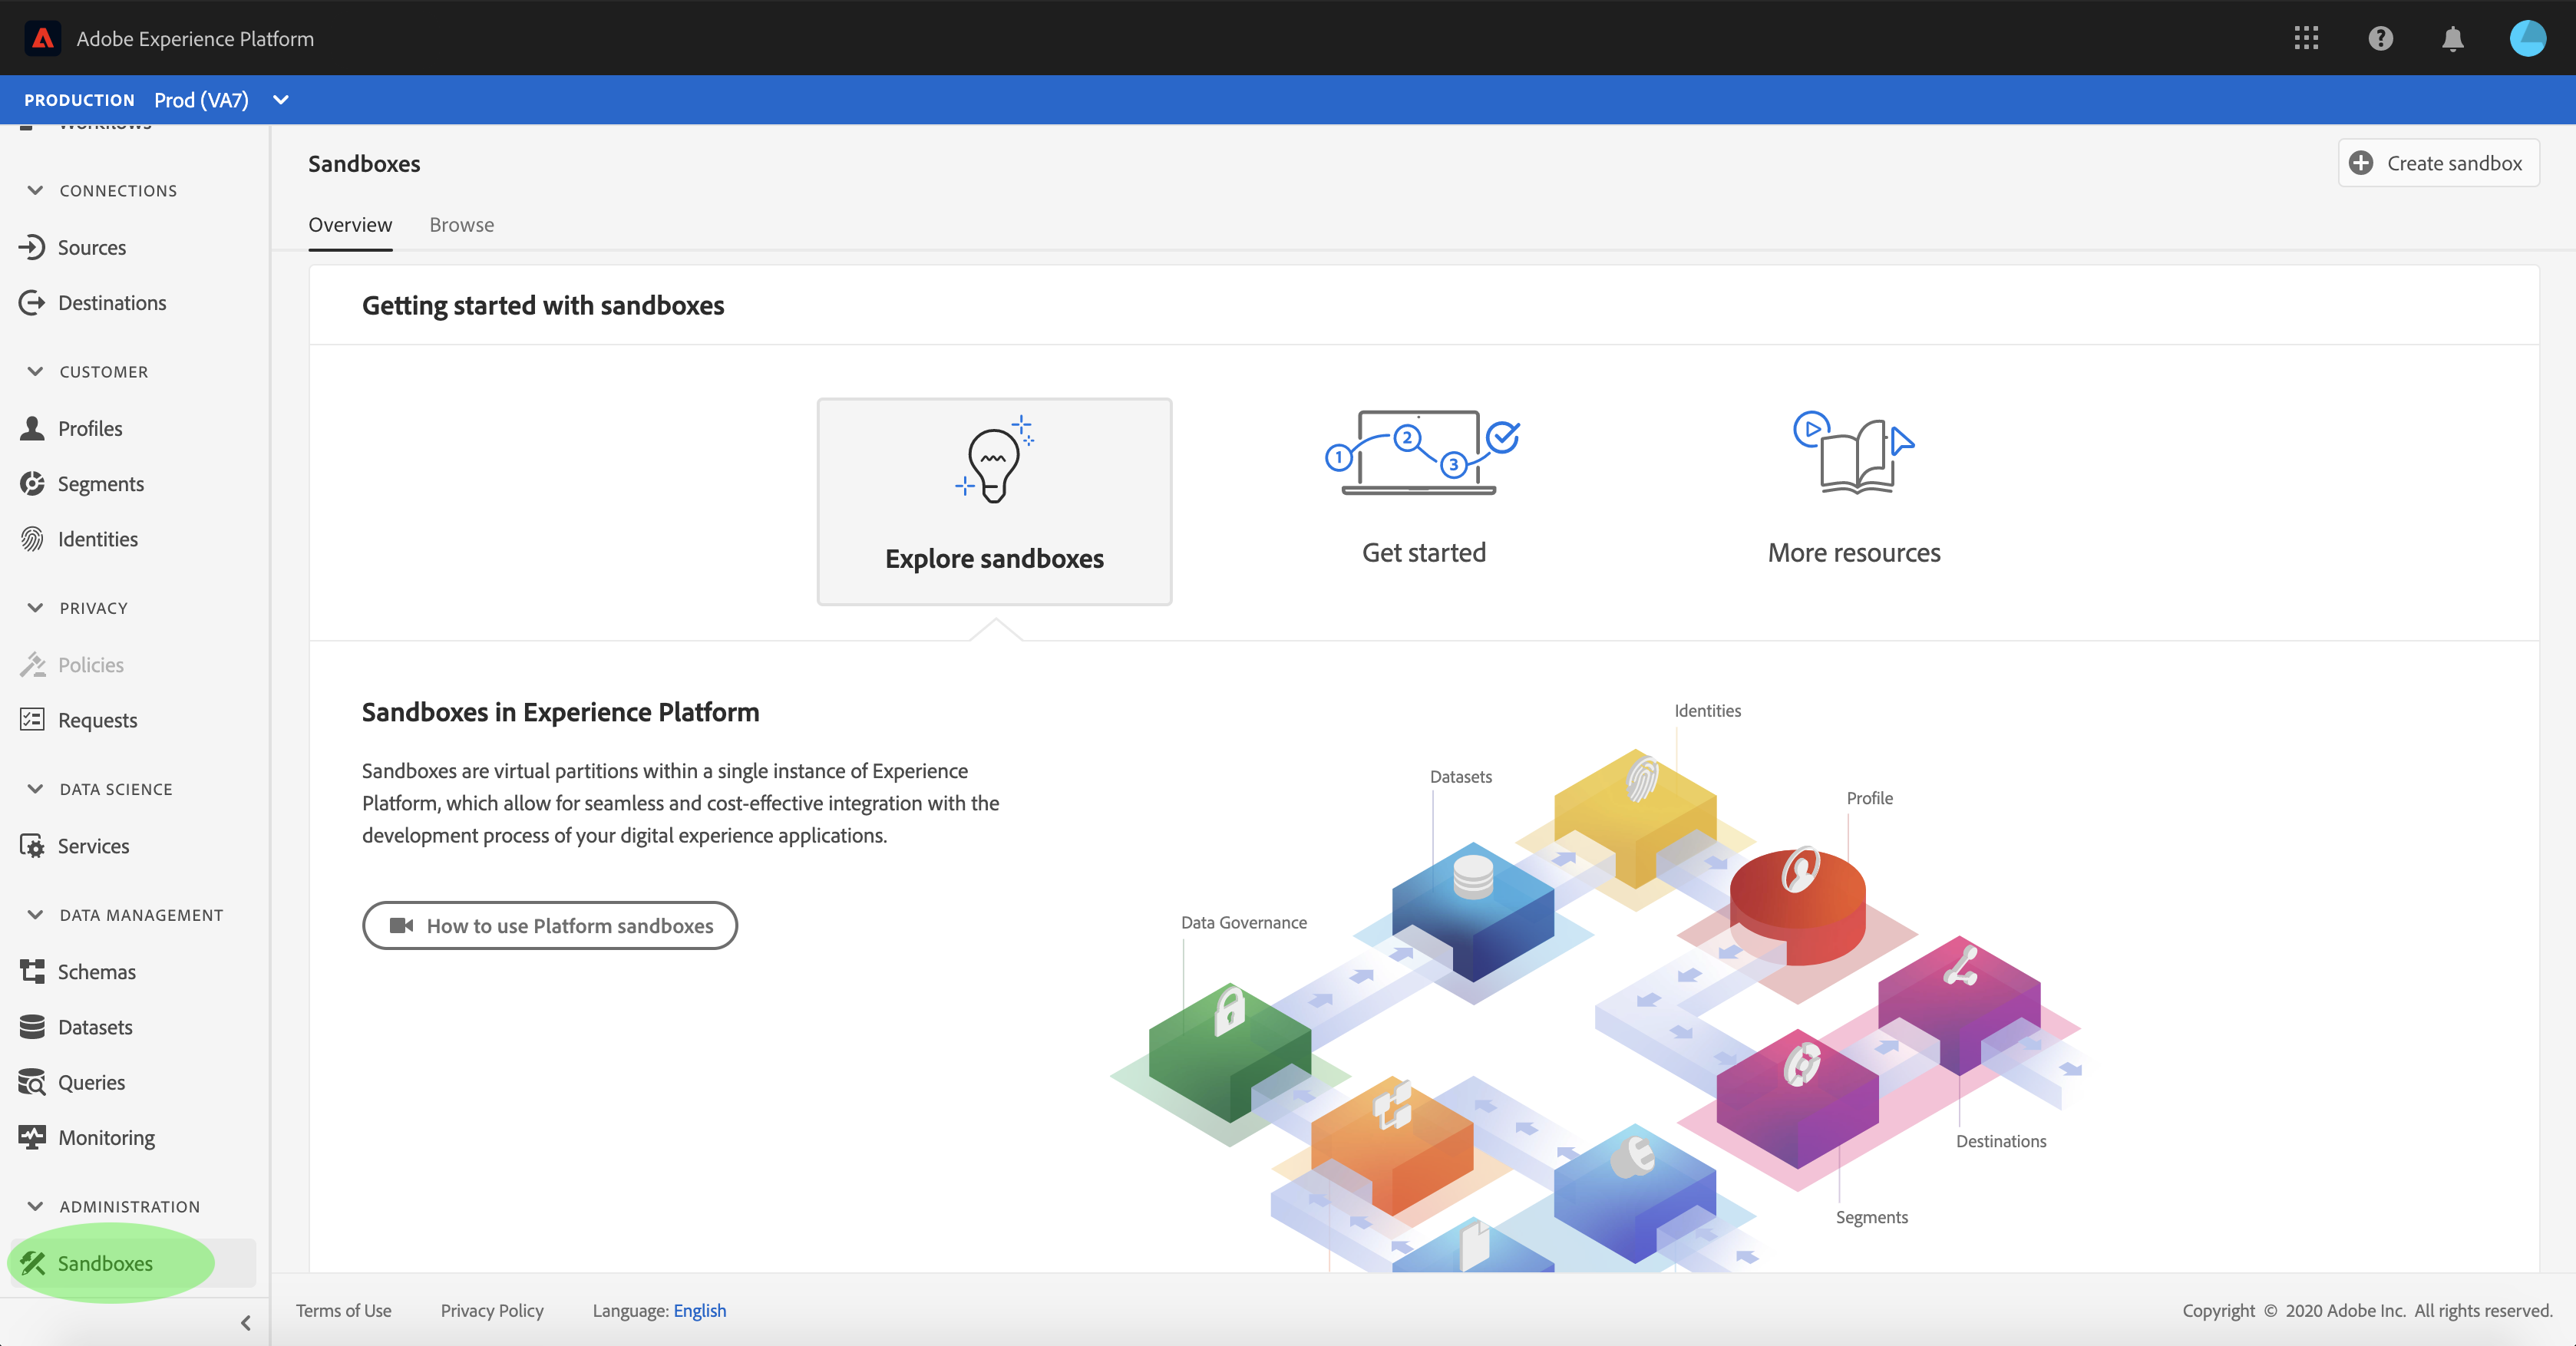 Adobe Experience Platform
PRODUCTION Prod (VA7)
Workflows
CONNECTIONS
Sources
Destinations
CUSTOMER
Profiles
Segments
Identities
PRIVACY
Policies
Requests
DATA SCIENCE
Services
DATA MANAGEMENT
Schemas
Datasets
Queries
Monitoring
ADMINISTRATION
Sandboxes
Sandboxes
Create sandbox
Overview Browse
Getting started with sandboxes
1 2 3
Explore sandboxes
Get started
More resources
Sandboxes in Experience Platform
Sandboxes are virtual partitions within a single instance of Experience
Platform, which allow for seamless and cost-effective integration with the
development process of your digital experience applications.
How to use Platform sandboxes
Identities
Datasets
Profile
Data Governance
Destinations
Segments
Terms of Use Privacy Policy Language: English
Copyright © 2020 Adobe Inc. All rights reserved.